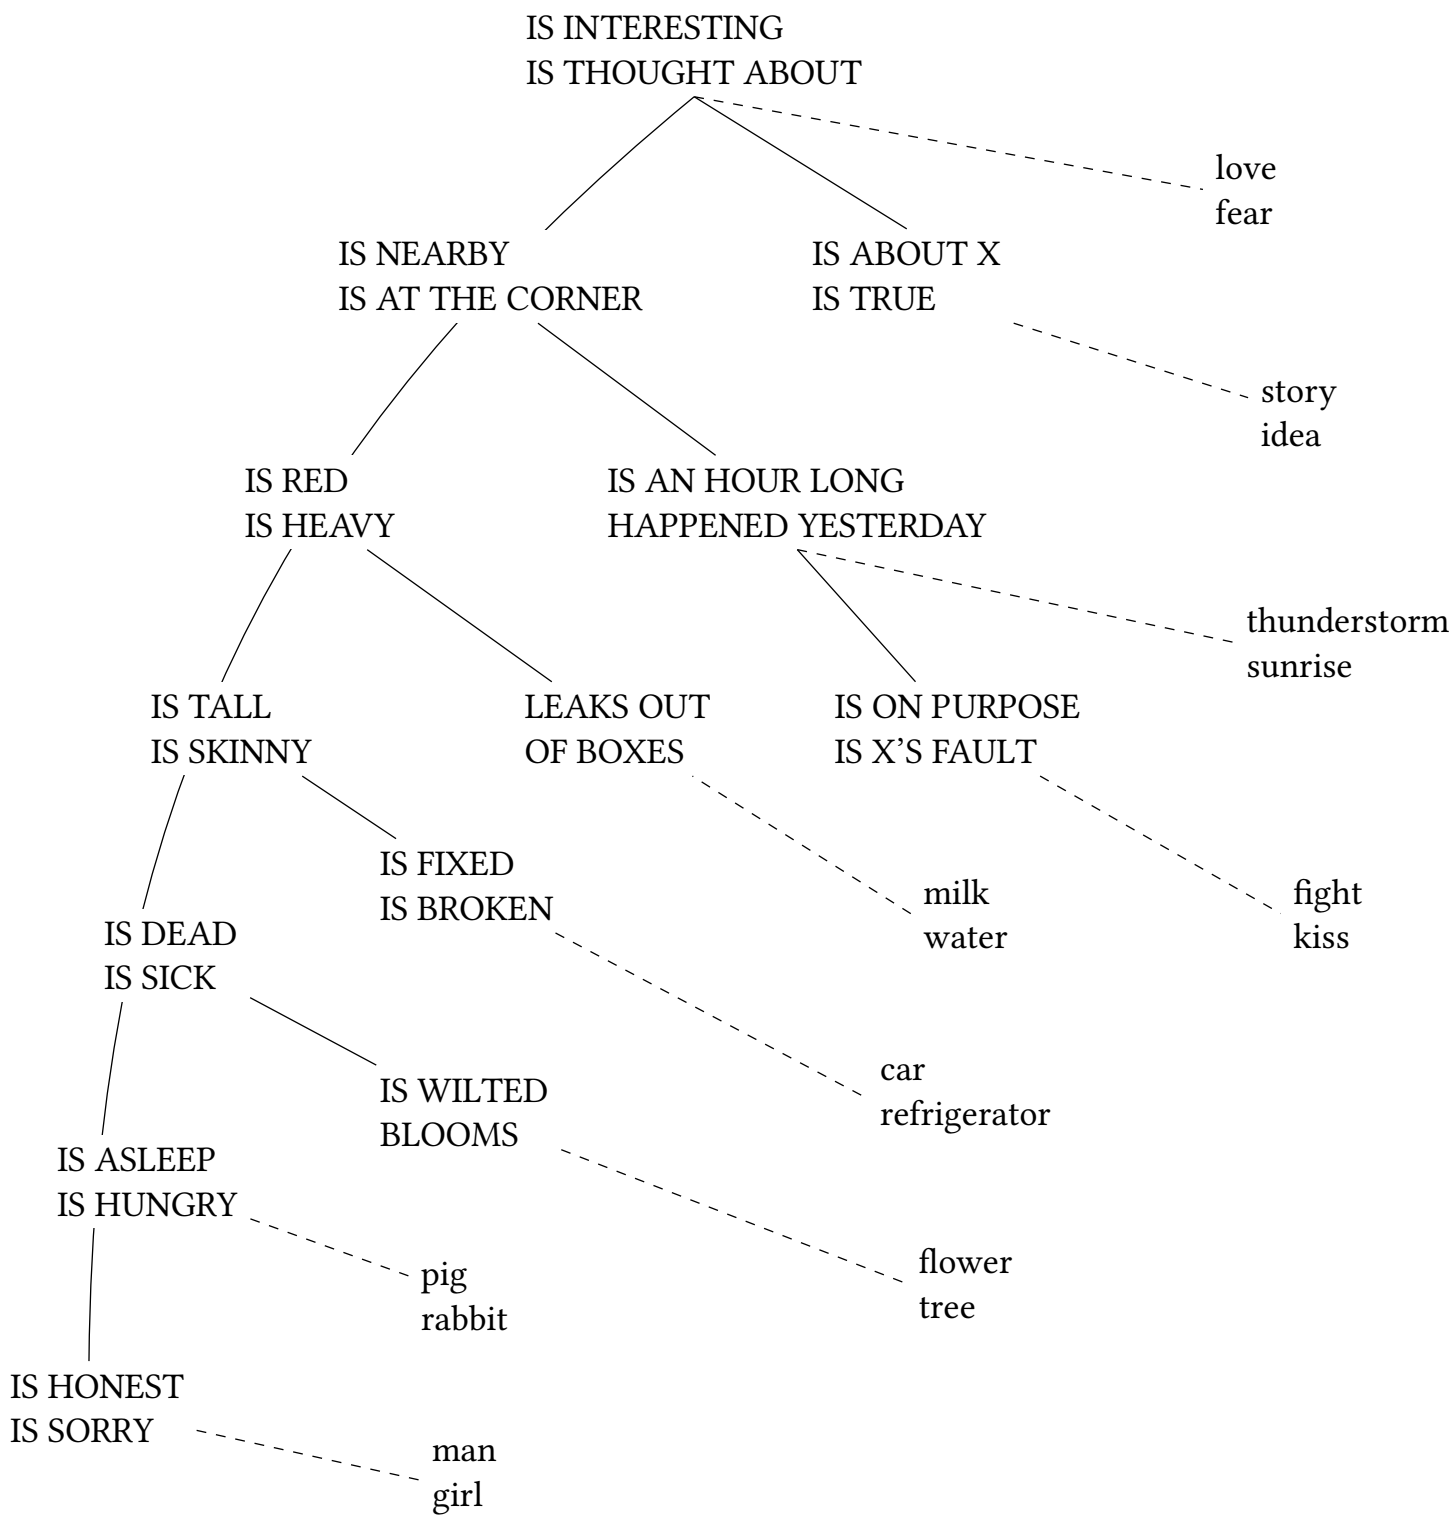 IS INTERESTING
IS THOUGHT ABOUT
love
fear
IS NEARBY
IS AT THE CORNER
IS ABOUT X
IS TRUE
story
idea
IS RED
IS HEAVY
IS AN HOUR LONG
HAPPENED YESTERDAY
thunderstorm
sunrise
IS TALL
IS SKINNY
LEAKS OUT
OF BOXES
IS ON PURPOSE
IS X’S FAULT
IS FIXED
IS BROKEN
milk
water
fight
kiss
IS DEAD
IS SICK
car
refrigerator
IS WILTED
BLOOMS
IS ASLEEP
IS HUNGRY
pig
rabbit
flower
tree
IS HONEST
IS SORRY
man
girl